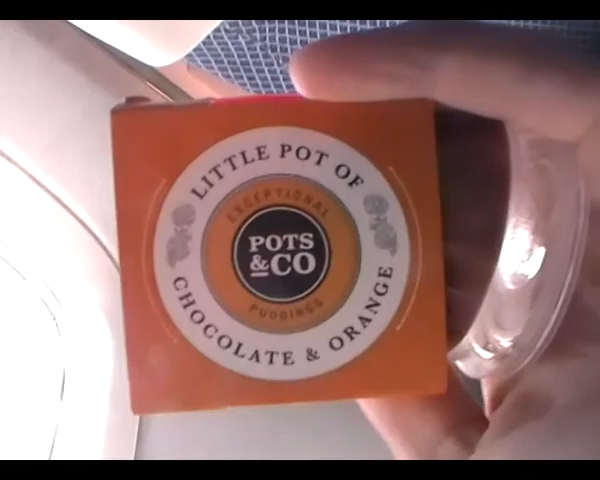 LITTLE POT OF
EXCEPTIONAL
POTS
&CO
PUDDINGS
CHOCOLATE & ORANGE